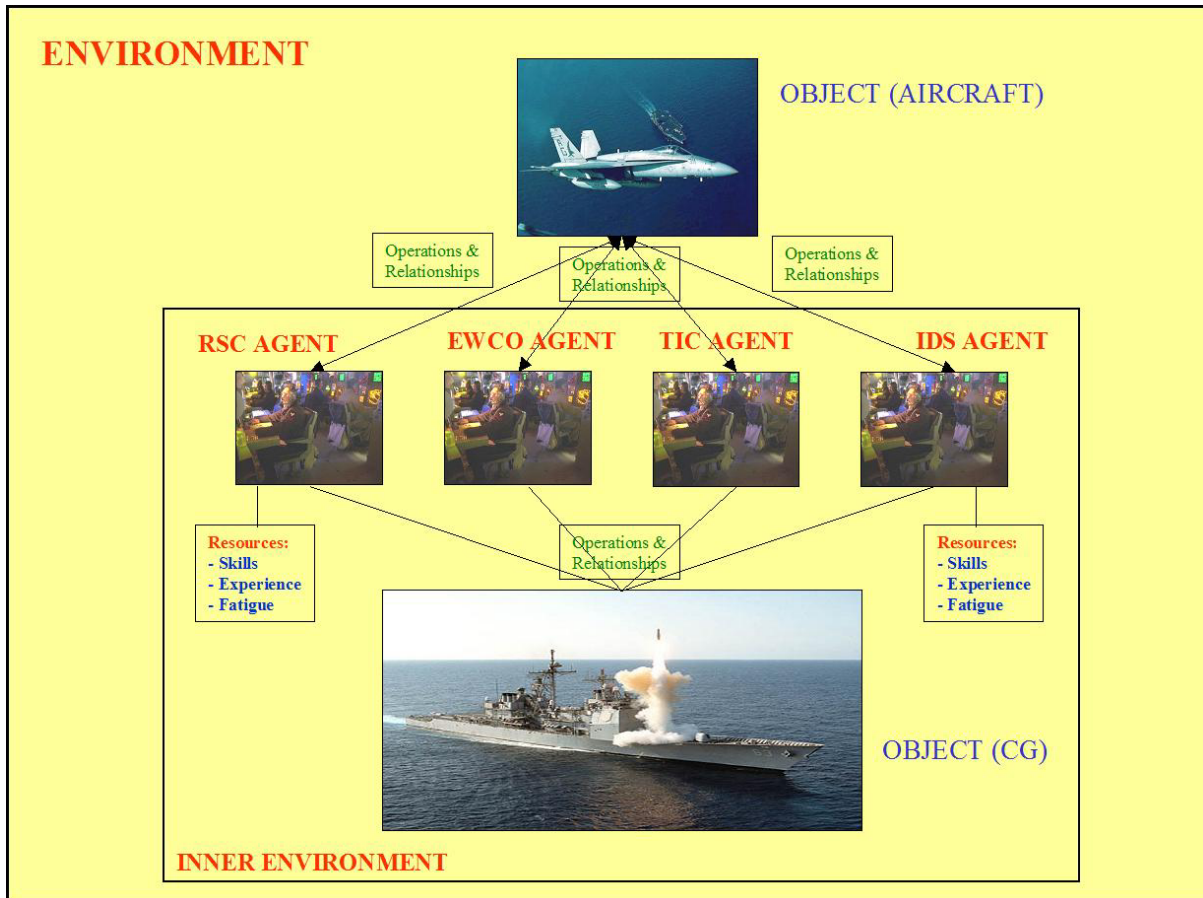 ENVIRONMENT
OBJECT (AIRCRAFT)
Operations &
Relationships
Operations &
Relationships
Operations &
Relationships
RSC AGENT
EWCO AGENT
TIC AGENT
IDS AGENT
Resources:
- Skills
- Experience
- Fatigue
Operations &
Relationships
Resources:
- Skills
- Experience
- Fatigue
OBJECT (CG)
INNER ENVIRONMENT